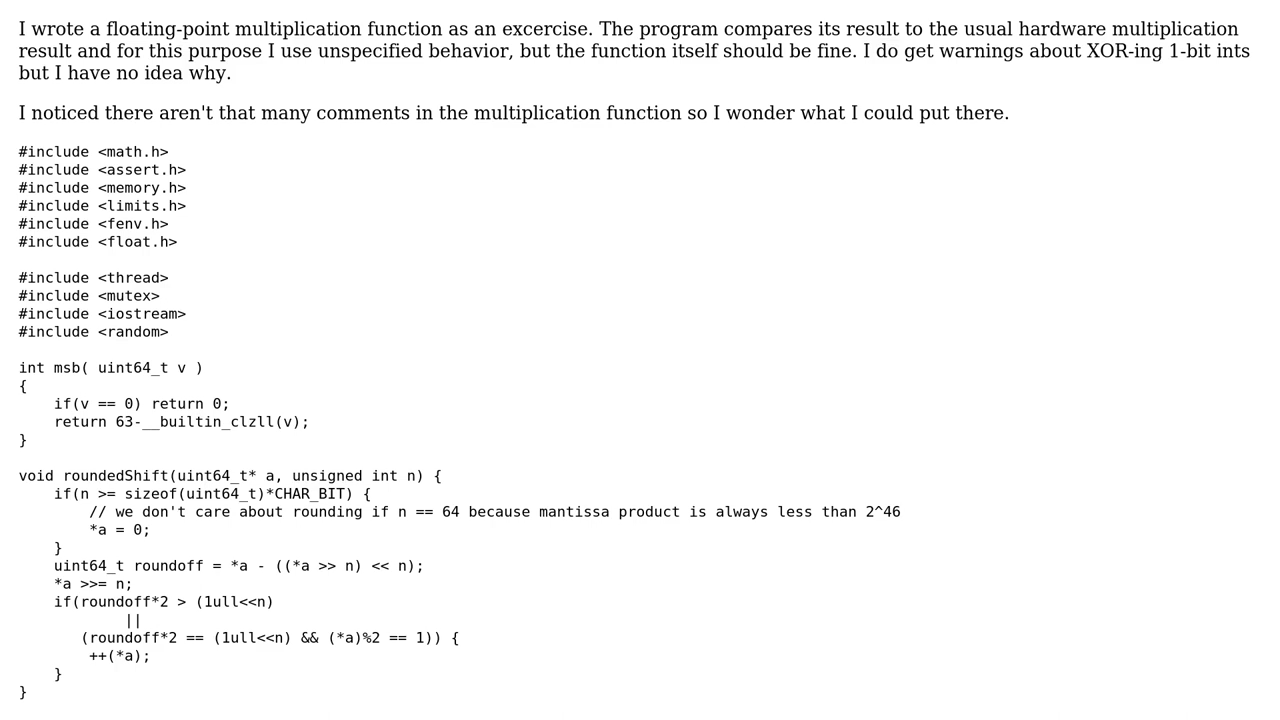 I wrote a floating-point multiplication function as an excercise. The program compares its result to the usual hardware multiplication
result and for this purpose I use unspecified behavior, but the function itself should be fine. I do get warnings about XOR-ing 1-bit ints
but I have no idea why.
I noticed there aren't that many comments in the multiplication function so I wonder what I could put there.
#include <math.h>
#include <assert.h>
#include <memory.h>
#include <limits.h>
#include <fenv.h>
#include <float.h>
#include <thread>
#include <mutex>
#include <iostream>
#include <random>
int msb( uint64_t v )
{
    if(v == 0) return 0;
    return 63-__builtin_clzll(v);
}
void roundedShift(uint64_t* a, unsigned int n) {
    if(n >= sizeof(uint64_t)*CHAR_BIT) {
        // we don't care about rounding if n == 64 because mantissa product is always less than 2^46
        *a = 0;
    }
    uint64_t roundoff = *a - ((*a >> n) << n);
    *a >>= n;
    if(roundoff*2 > (1ull<<n)
            ||
       (roundoff*2 == (1ull<<n) && (*a)%2 == 1)) {
        ++(*a);
    }
}